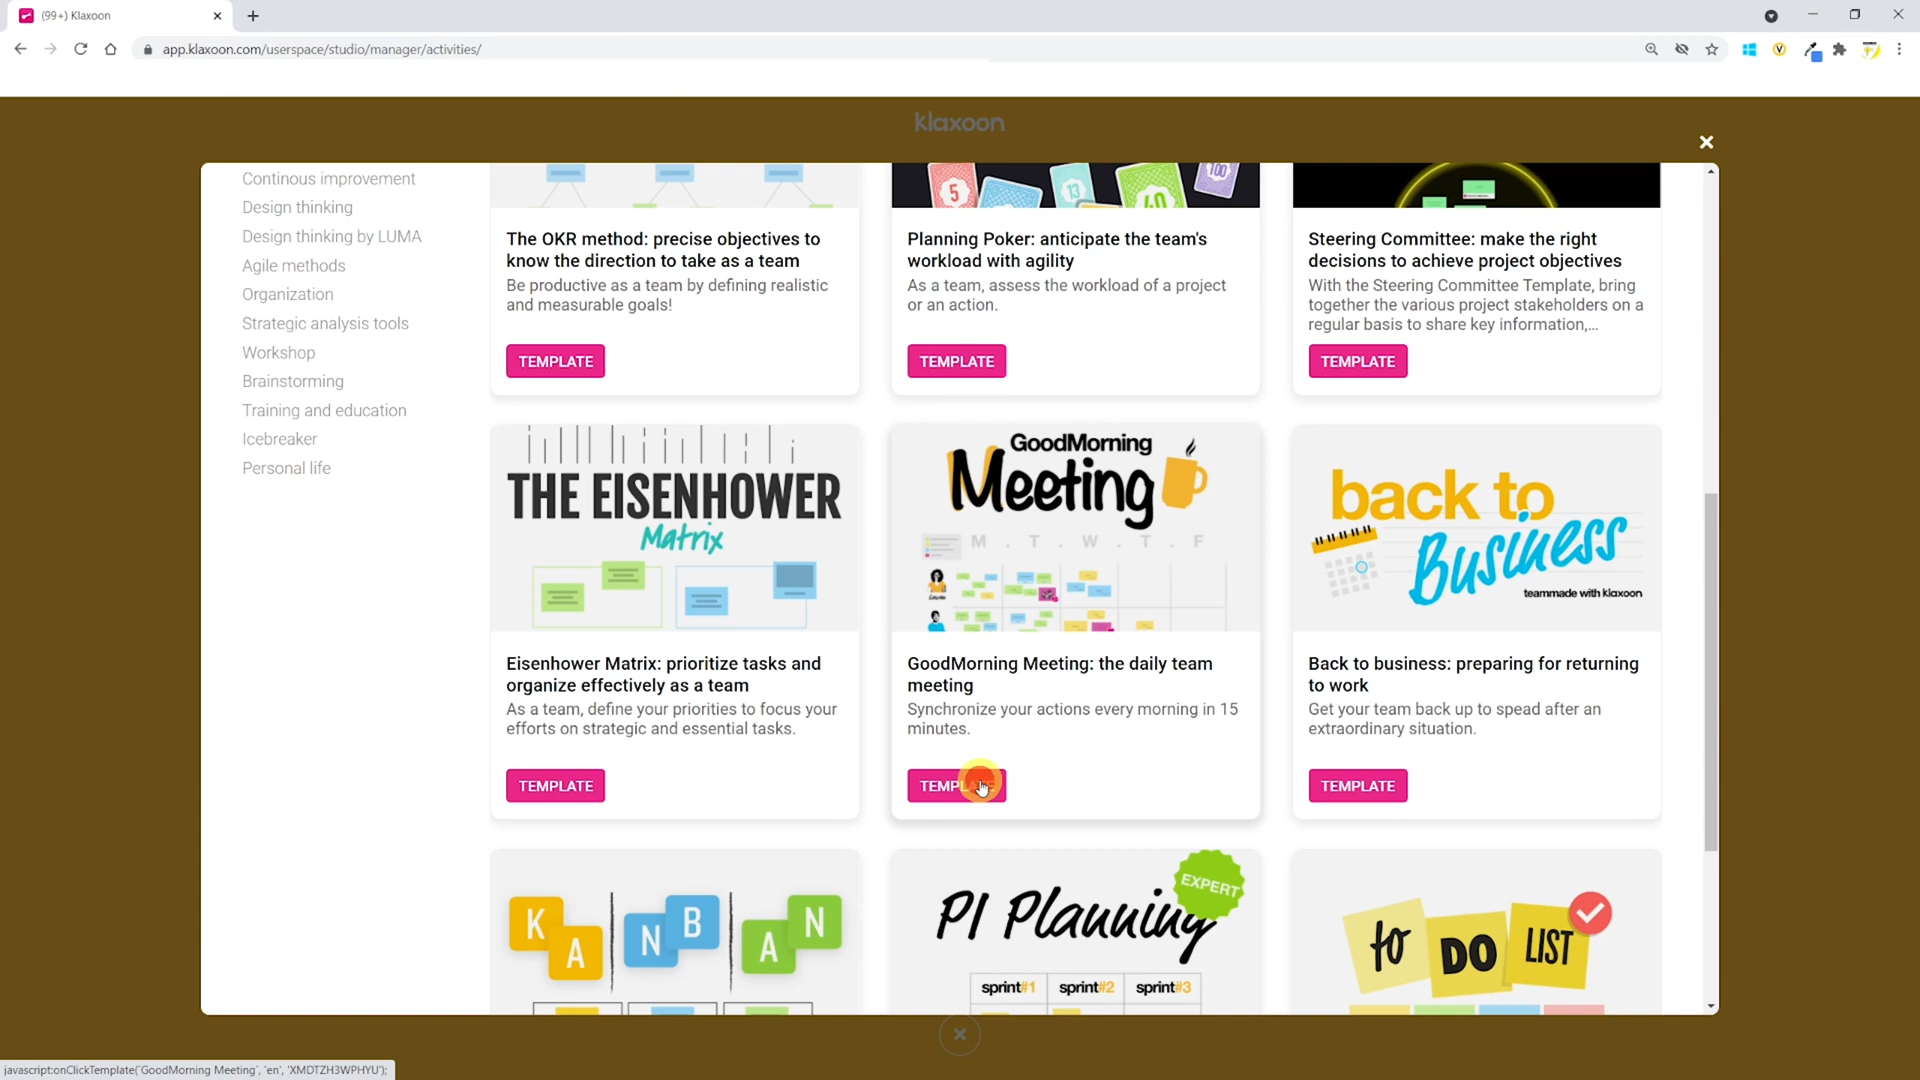 (99+) Klaxoon
app.klaxoon.com/userspace/studio/manager/activities/
klaxoon
Continous improvement
Design thinking
Design thinking by LUMA
Agile methods
Organization
Strategic analysis tools
Workshop
Brainstorming
Training and education
Icebreaker
Personal life
5
13
40
100
The OKR method: precise objectives to
know the direction to take as a team
Be productive as a team by defining realistic
and measurable goals!
TEMPLATE
Planning Poker: anticipate the team's
workload with agility
As a team, assess the workload of a project
or an action.
TEMPLATE
Steering Committee: make the right
decisions to achieve project objectives
With the Steering Committee Template, bring
together the various project stakeholders on a
regular basis to share key information,...
TEMPLATE
THE EISENHOWER
Matrix
Eisenhower Matrix: prioritize tasks and
organize effectively as a team
As a team, define your priorities to focus your
efforts on strategic and essential tasks.
TEMPLATE
GoodMorning
Meeting
M . T . W . T . F
GoodMorning Meeting: the daily team
meeting
Synchronize your actions every morning in 15
minutes.
TEMPLATE
back to
Business
teammade with klaxoon
Back to business: preparing for returning
to work
Get your team back up to spead after an
extraordinary situation.
TEMPLATE
KANBAN
EXPERT
PI Planning
sprint#1 sprint#2 sprint#3
to DO LIST
javascript:onClickTemplate('GoodMorning Meeting', 'en', 'XMDTZH3WPHYU');